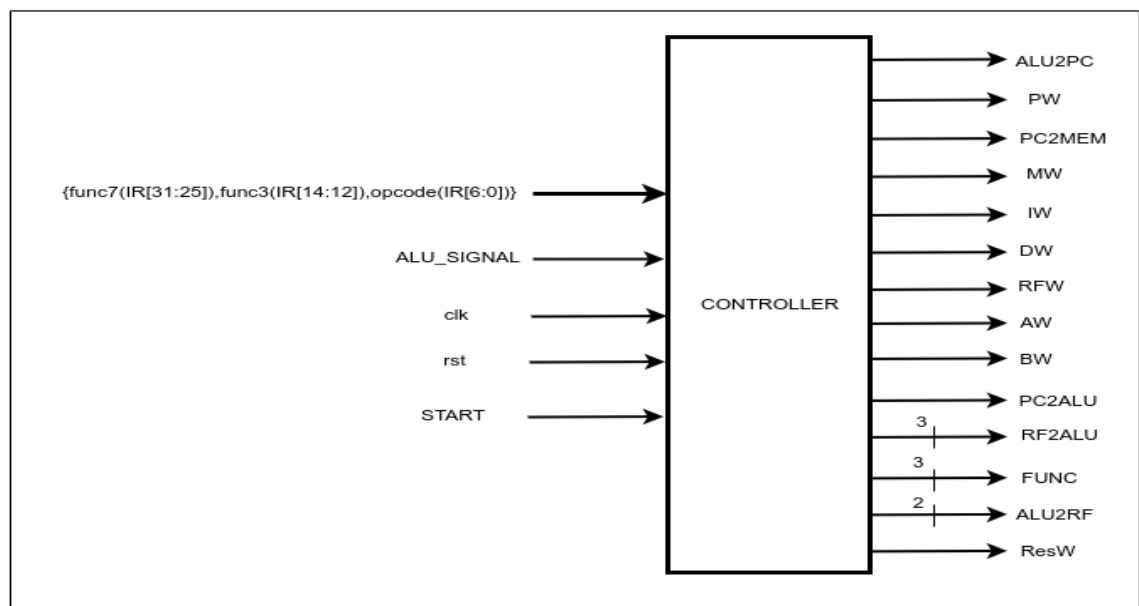 {func7(IR[31:25]),func3(IR[14:12]),opcode(IR[6:0])}
ALU_SIGNAL
clk
rst
START
CONTROLLER
ALU2PC
PW
PC2MEM
MW
IW
DW
RFW
AW
BW
PC2ALU
3 RF2ALU
3 FUNC
2 ALU2RF
ResW